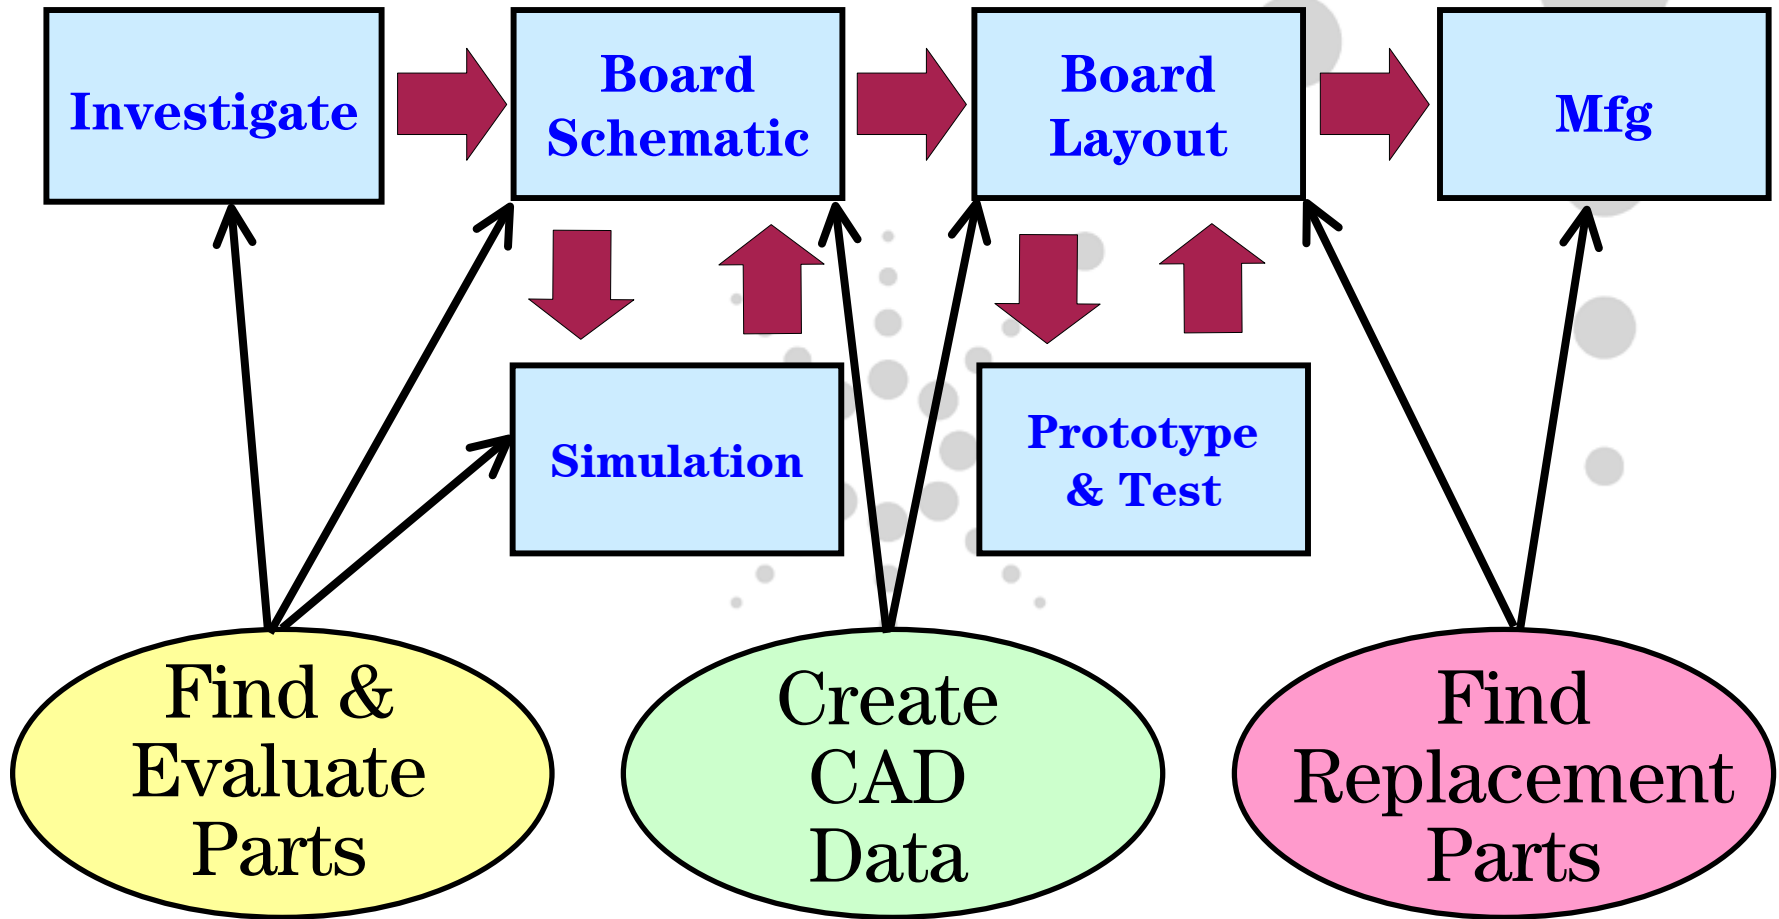 Investigate
Board
Schematic
Board
Layout
Mfg
Simulation
Prototype
& Test
Find &
Evaluate
Parts
Create
CAD
Data
Find
Replacement
Parts